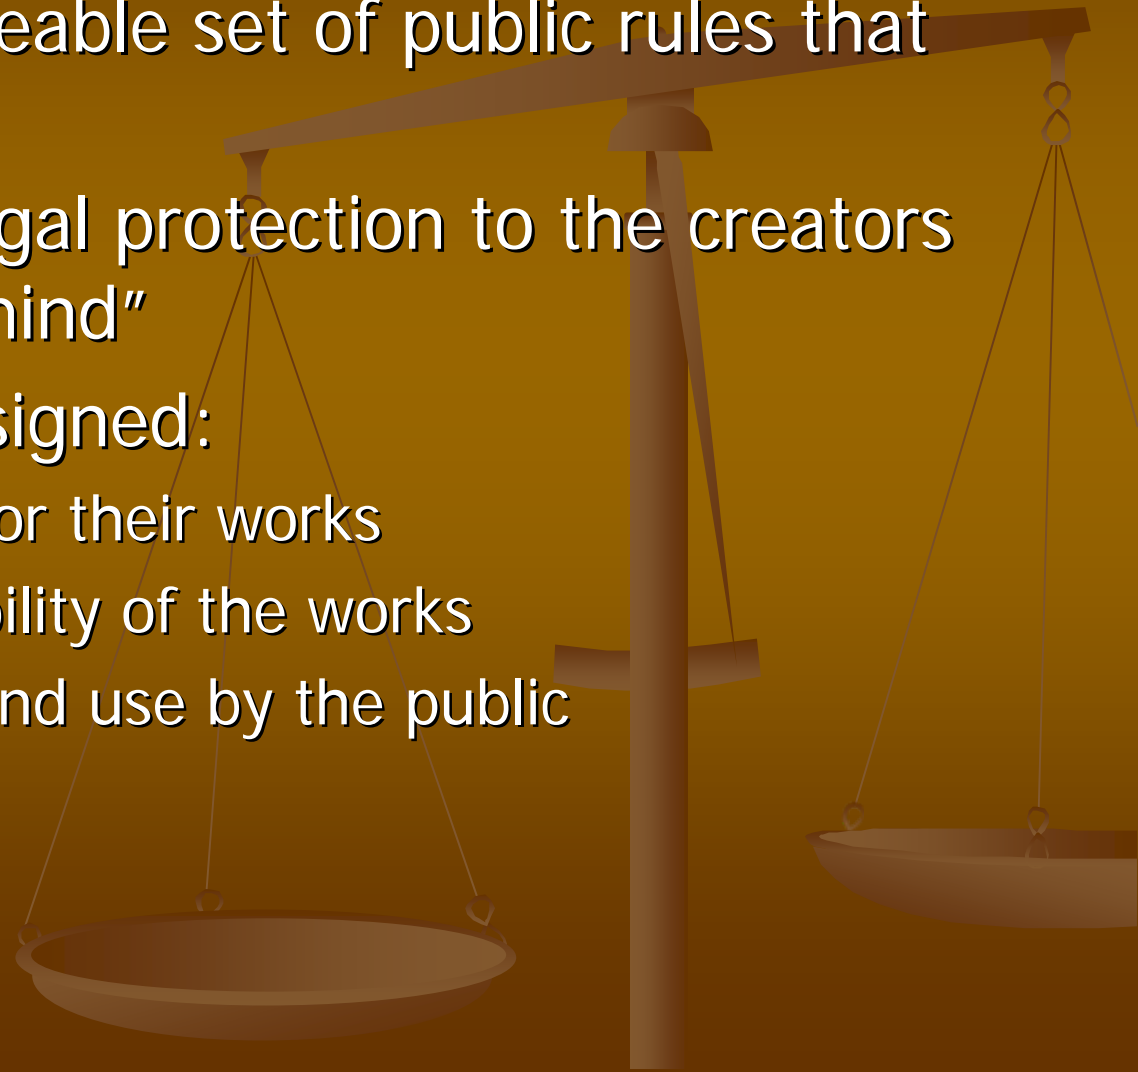 eable set of public rules that
gal protection to the creators
mind”
signed:
or their works
bility of the works
nd use by the public